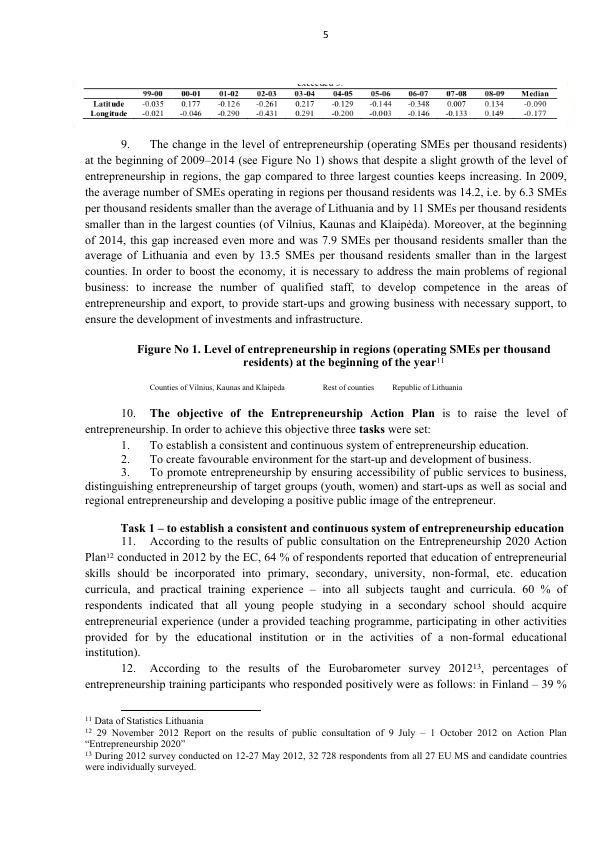 5
exceeded 5.
99-00 00-01 01-02 02-03 03-04 04-05 05-06 06-07 07-08 08-09 Median
Latitude -0.035 0.177 -0.126 -0.261 0.217 -0.129 -0.144 -0.348 0.007 0.134 -0.090
Longitude -0.021 -0.046 -0.290 -0.431 0.291 -0.200 -0.003 -0.146 -0.133 0.149 -0.177
9. The change in the level of entrepreneurship (operating SMEs per thousand residents)
at the beginning of 2009–2014 (see Figure No 1) shows that despite a slight growth of the level of
entrepreneurship in regions, the gap compared to three largest counties keeps increasing. In 2009,
the average number of SMEs operating in regions per thousand residents was 14.2, i.e. by 6.3 SMEs
per thousand residents smaller than the average of Lithuania and by 11 SMEs per thousand residents
smaller than in the largest counties (of Vilnius, Kaunas and Klaipėda). Moreover, at the beginning
of 2014, this gap increased even more and was 7.9 SMEs per thousand residents smaller than the
average of Lithuania and even by 13.5 SMEs per thousand residents smaller than in the largest
counties. In order to boost the economy, it is necessary to address the main problems of regional
business: to increase the number of qualified staff, to develop competence in the areas of
entrepreneurship and export, to provide start-ups and growing business with necessary support, to
ensure the development of investments and infrastructure.
Figure No 1. Level of entrepreneurship in regions (operating SMEs per thousand
residents) at the beginning of the year¹¹
Counties of Vilnius, Kaunas and Klaipėda Rest of counties Republic of Lithuania
10. The objective of the Entrepreneurship Action Plan is to raise the level of
entrepreneurship. In order to achieve this objective three tasks were set:
1. To establish a consistent and continuous system of entrepreneurship education.
2. To create favourable environment for the start-up and development of business.
3. To promote entrepreneurship by ensuring accessibility of public services to business,
distinguishing entrepreneurship of target groups (youth, women) and start-ups as well as social and
regional entrepreneurship and developing a positive public image of the entrepreneur.
Task 1 – to establish a consistent and continuous system of entrepreneurship education
11. According to the results of public consultation on the Entrepreneurship 2020 Action
Plan¹² conducted in 2012 by the EC, 64 % of respondents reported that education of entrepreneurial
skills should be incorporated into primary, secondary, university, non-formal, etc. education
curricula, and practical training experience – into all subjects taught and curricula. 60 % of
respondents indicated that all young people studying in a secondary school should acquire
entrepreneurial experience (under a provided teaching programme, participating in other activities
provided for by the educational institution or in the activities of a non-formal educational
institution).
12. According to the results of the Eurobarometer survey 2012¹³, percentages of
entrepreneurship training participants who responded positively were as follows: in Finland – 39 %
¹¹ Data of Statistics Lithuania
¹² 29 November 2012 Report on the results of public consultation of 9 July – 1 October 2012 on Action Plan
“Entrepreneurship 2020”
¹³ During 2012 survey conducted on 12-27 May 2012, 32 728 respondents from all 27 EU MS and candidate countries
were individually surveyed.